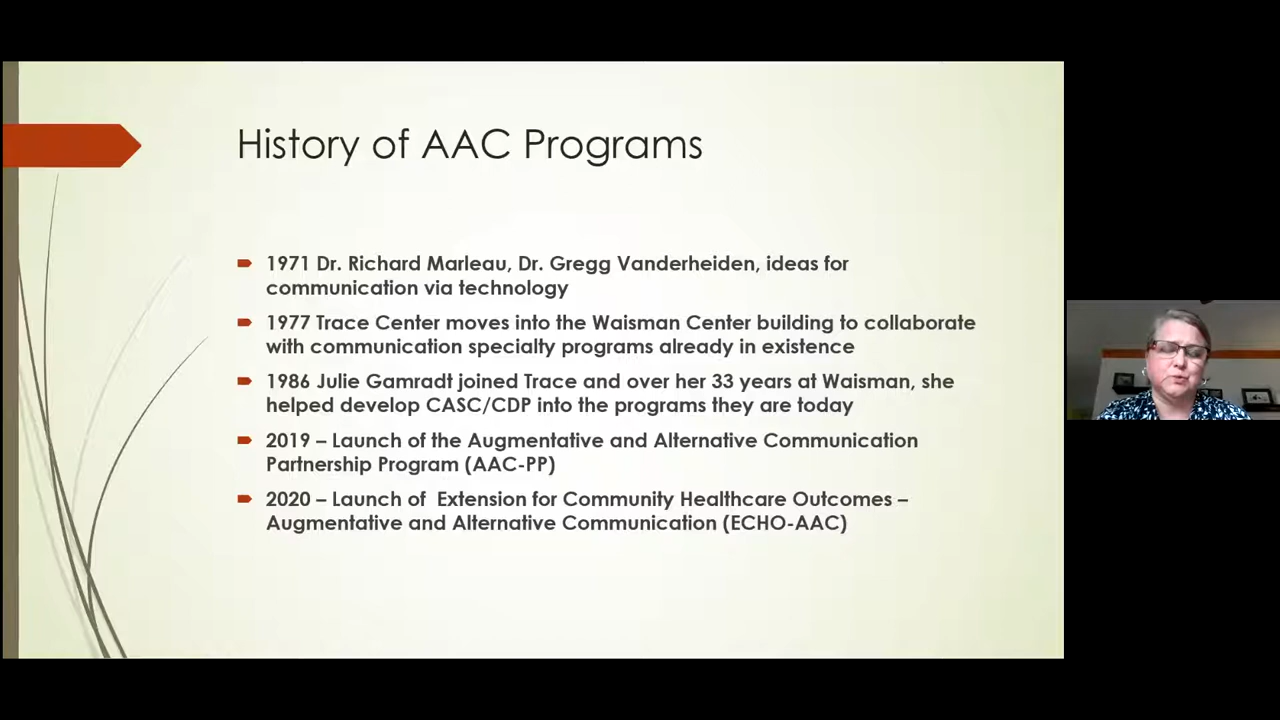 History of AAC Programs
1971 Dr. Richard Marleau, Dr. Gregg Vanderheiden, ideas for
communication via technology
1977 Trace Center moves into the Waisman Center building to collaborate
with communication specialty programs already in existence
1986 Julie Gamradt joined Trace and over her 33 years at Waisman, she
helped develop CASC/CDP into the programs they are today
2019 – Launch of the Augmentative and Alternative Communication
Partnership Program (AAC-PP)
2020 – Launch of  Extension for Community Healthcare Outcomes –
Augmentative and Alternative Communication (ECHO-AAC)